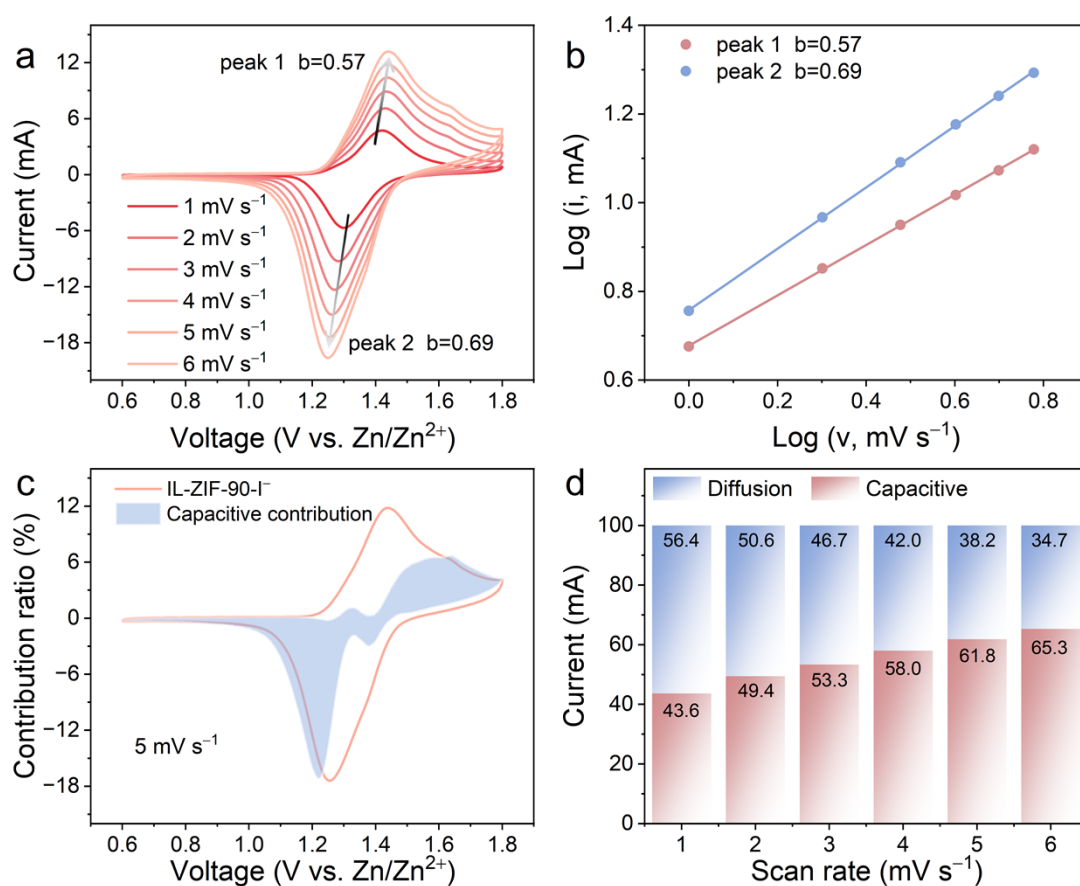 a
peak 1 b=0.57
peak 2 b=0.69
1 mV s⁻¹
2 mV s⁻¹
3 mV s⁻¹
4 mV s⁻¹
5 mV s⁻¹
6 mV s⁻¹
12
6
0
−6
−12
−18
Current (mA)
0.6 0.8 1.0 1.2 1.4 1.6 1.8
Voltage (V vs. Zn/Zn²⁺)
b
peak 1 b=0.57
peak 2 b=0.69
1.4
1.2
1.0
0.8
0.6
Log (i, mA)
0.0 0.2 0.4 0.6 0.8
Log (v, mV s⁻¹)
c
IL-ZIF-90-I⁻
Capacitive contribution
5 mV s⁻¹
12
6
0
−6
−12
−18
Contribution ratio (%)
0.6 0.8 1.0 1.2 1.4 1.6 1.8
Voltage (V vs. Zn/Zn²⁺)
d
Diffusion Capacitive
100
80
60
40
20
0
Current (mA)
56.4 50.6 46.7 42.0 38.2 34.7
43.6 49.4 53.3 58.0 61.8 65.3
1 2 3 4 5 6
Scan rate (mV s⁻¹)